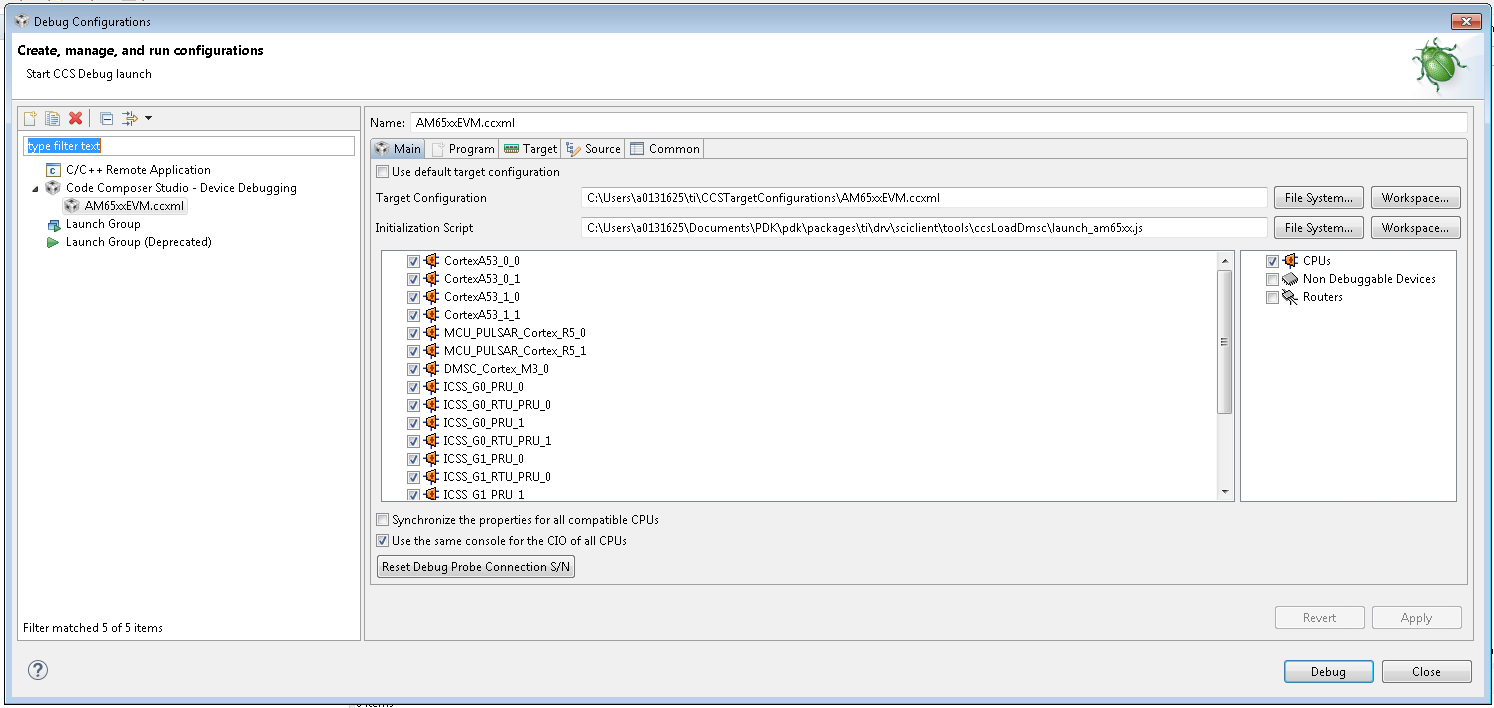 Debug Configurations
Create, manage, and run configurations
Start CCS Debug launch
type filter text
C/C++ Remote Application
Code Composer Studio - Device Debugging
AM65xxEVM.ccxml
Launch Group
Launch Group (Deprecated)
Filter matched 5 of 5 items
Name: AM65xxEVM.ccxml
Main Program Target Source Common
Use default target configuration
Target Configuration C:\Users\a0131625\ti\CCSTargetConfigurations\AM65xxEVM.ccxml File System... Workspace...
Initialization Script C:\Users\a0131625\Documents\PDK\pdk\packages\ti\drv\sciclient\tools\ccsLoadDmsc\launch_am65xx.js File System... Workspace...
CortexA53_0_0
CortexA53_0_1
CortexA53_1_0
CortexA53_1_1
MCU_PULSAR_Cortex_R5_0
MCU_PULSAR_Cortex_R5_1
DMSC_Cortex_M3_0
ICSS_G0_PRU_0
ICSS_G0_RTU_PRU_0
ICSS_G0_PRU_1
ICSS_G0_RTU_PRU_1
ICSS_G1_PRU_0
ICSS_G1_RTU_PRU_0
ICSS_G1_PRU_1
CPUs
Non Debuggable Devices
Routers
Synchronize the properties for all compatible CPUs
Use the same console for the CIO of all CPUs
Reset Debug Probe Connection S/N
Revert Apply
Debug Close